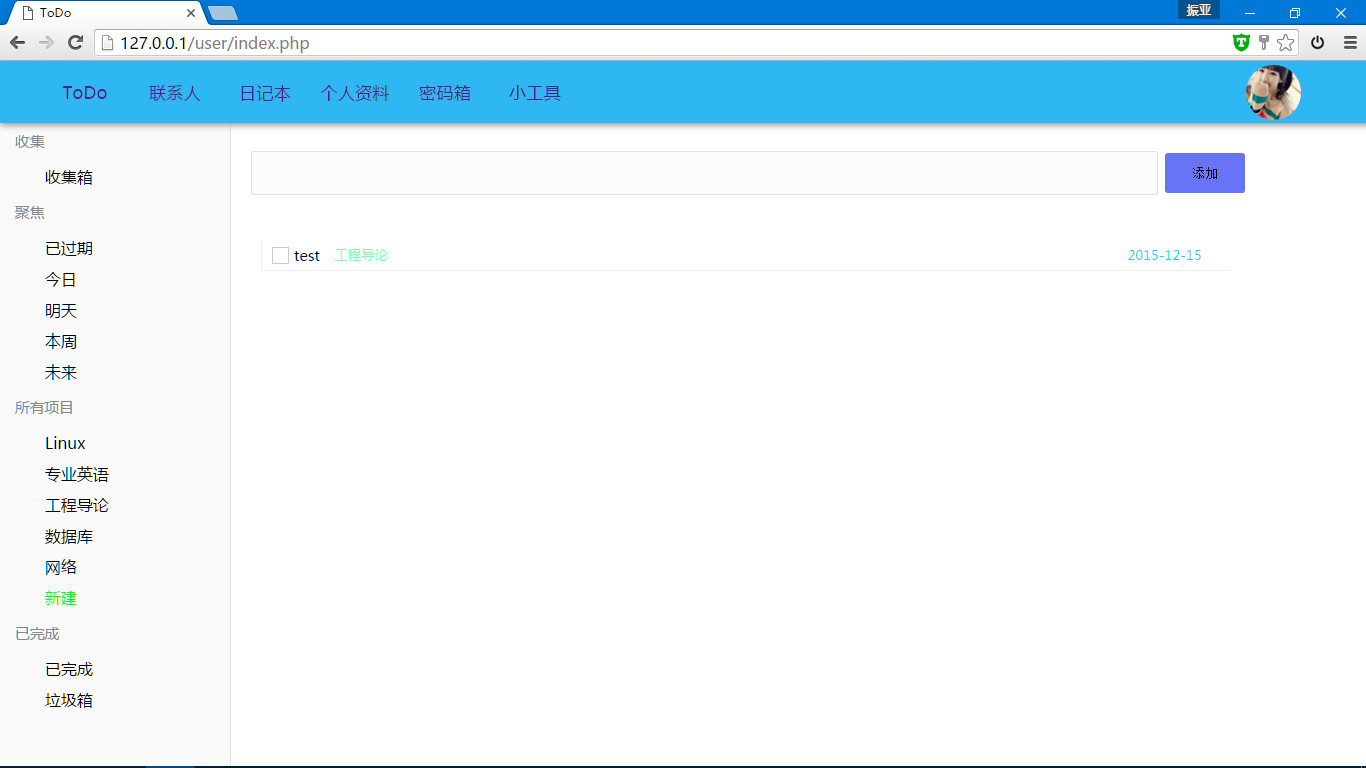 ToDo
振亚
127.0.0.1/user/index.php
ToDo 联系人 日记本 个人资料 密码箱 小工具
收集
收集箱
添加
聚焦
已过期
test 工程导论 2015-12-15
今日
明天
本周
未来
所有项目
Linux
专业英语
工程导论
数据库
网络
新建
已完成
已完成
垃圾箱